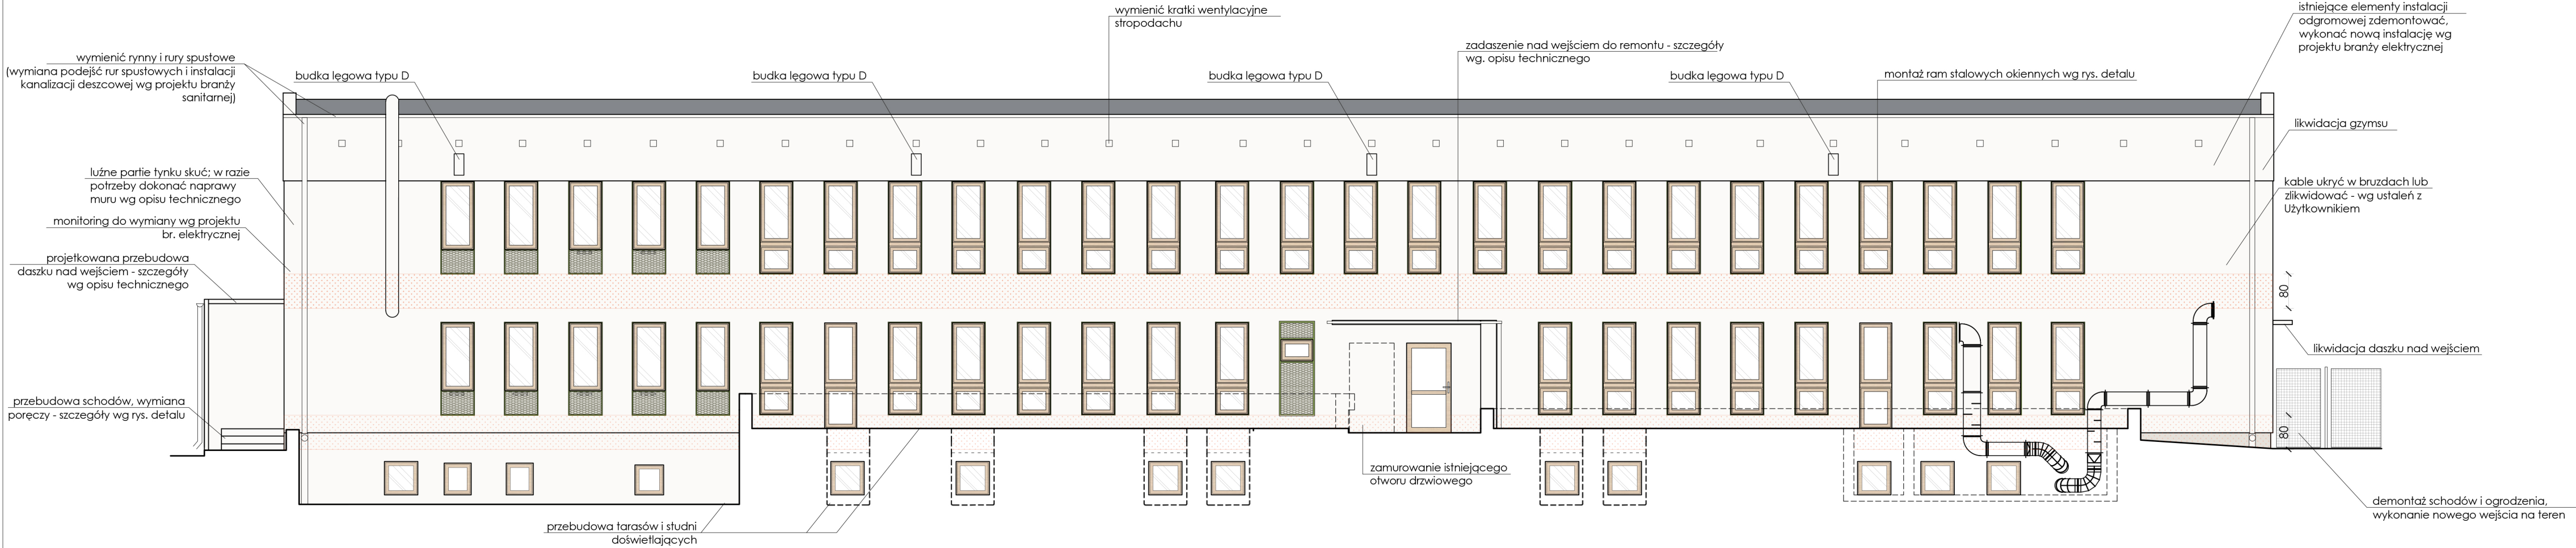 wymienić kratki wentylacyjne
stropodachu
istniejące elementy instalacji
odgromowej zdemontować,
wykonać nową instalację wg
projektu branży elektrycznej
zadaszenie nad wejściem do remontu - szczegóły
wg. opisu technicznego
wymienić rynny i rury spustowe
(wymiana podejść rur spustowych i instalacji
kanalizacji deszcowej wg projektu branży
sanitarnej)
budka lęgowa typu D
budka lęgowa typu D
budka lęgowa typu D
budka lęgowa typu D
montaż ram stalowych okiennych wg rys. detalu
likwidacja gzymsu
luźne partie tynku skuć; w razie
potrzeby dokonać naprawy
muru wg opisu technicznego
kable ukryć w bruzdach lub
zlikwidować - wg ustaleń z
Użytkownikiem
monitoring do wymiany wg projektu
br. elektrycznej
projetkowana przebudowa
daszku nad wejściem - szczegóły
wg opisu technicznego
80
likwidacja daszku nad wejściem
przebudowa schodów, wymiana
poręczy - szczegóły wg rys. detalu
80
zamurowanie istniejącego
otworu drzwiowego
demontaż schodów i ogrodzenia,
wykonanie nowego wejścia na teren
przebudowa tarasów i studni
doświetlających